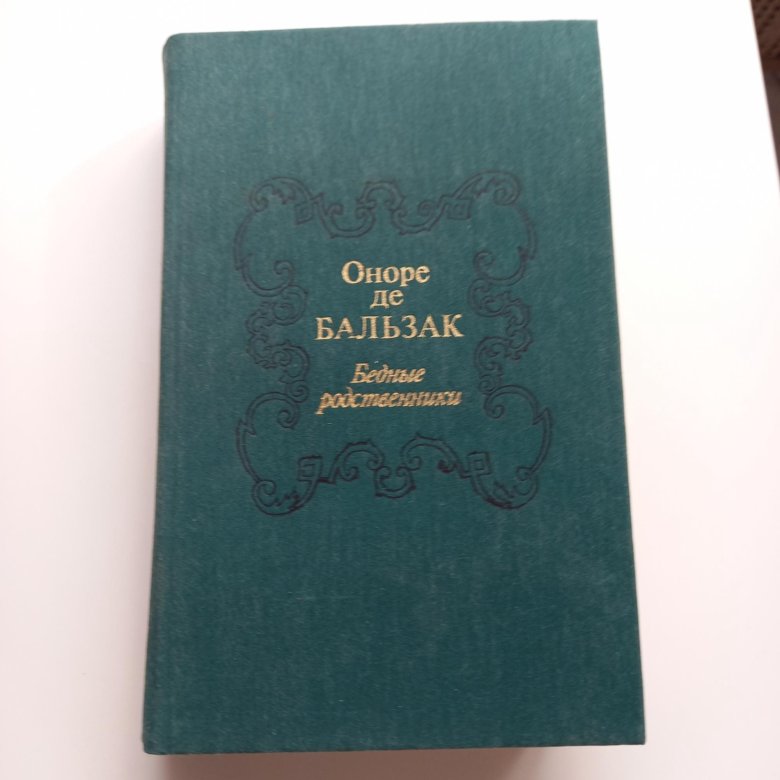 Оноре
де
БАЛЬЗАК
Бедные
родственники